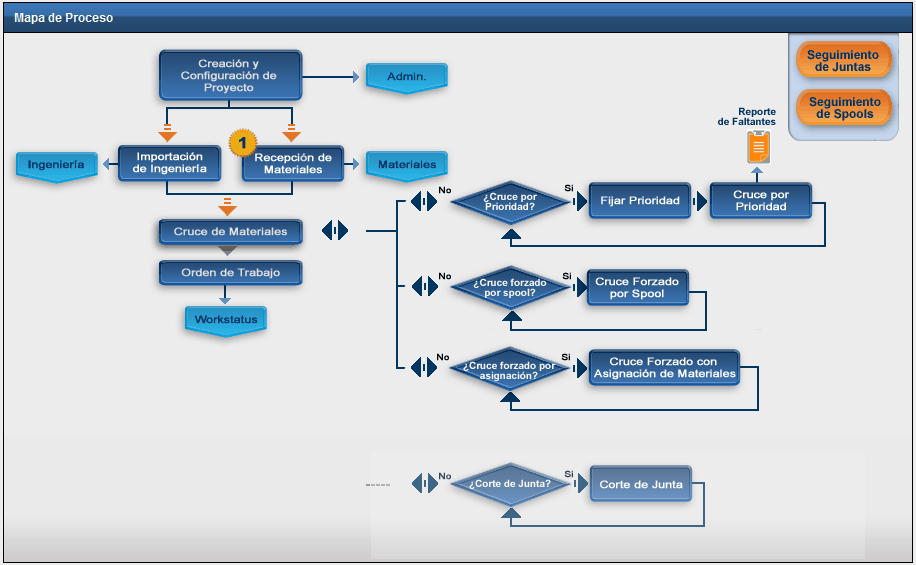 Mapa de Proceso
Creación y
Configuración de
Proyecto
Admin.
Seguimiento
de Juntas
Seguimiento
de Spools
Reporte
de Faltantes
1
Ingeniería
Importación
de Ingeniería
Recepción de
Materiales
Materiales
No
¿Cruce por
Prioridad?
Si
Fijar Prioridad
Cruce por
Prioridad
Cruce de Materiales
Orden de Trabajo
Workstatus
No
¿Cruce forzado
por spool?
Si
Cruce Forzado
por Spool
No
¿Cruce forzado por
asignación?
Si
Cruce Forzado con
Asignación de Materiales
No
¿Corte de Junta?
Si
Corte de Junta